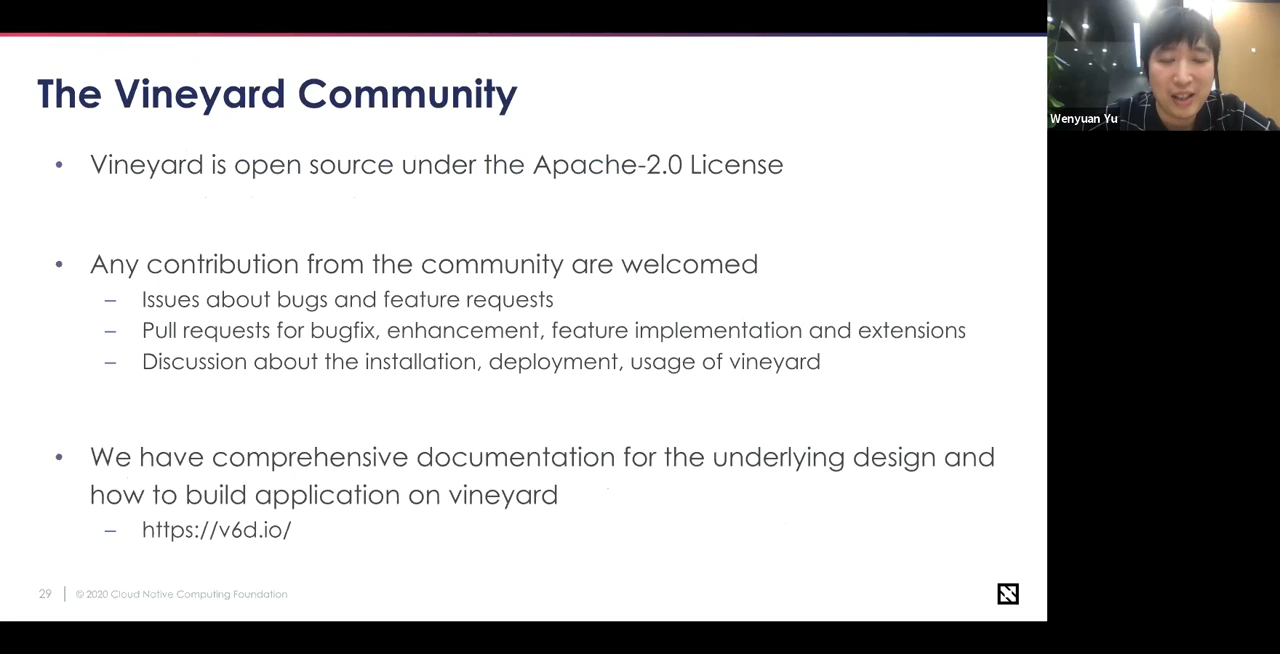 The Vineyard Community
• Vineyard is open source under the Apache-2.0 License
• Any contribution from the community are welcomed
– Issues about bugs and feature requests
– Pull requests for bugfix, enhancement, feature implementation and extensions
– Discussion about the installation, deployment, usage of vineyard
• We have comprehensive documentation for the underlying design and
how to build application on vineyard
– https://v6d.io/
29 | © 2020 Cloud Native Computing Foundation
Wenyuan Yu